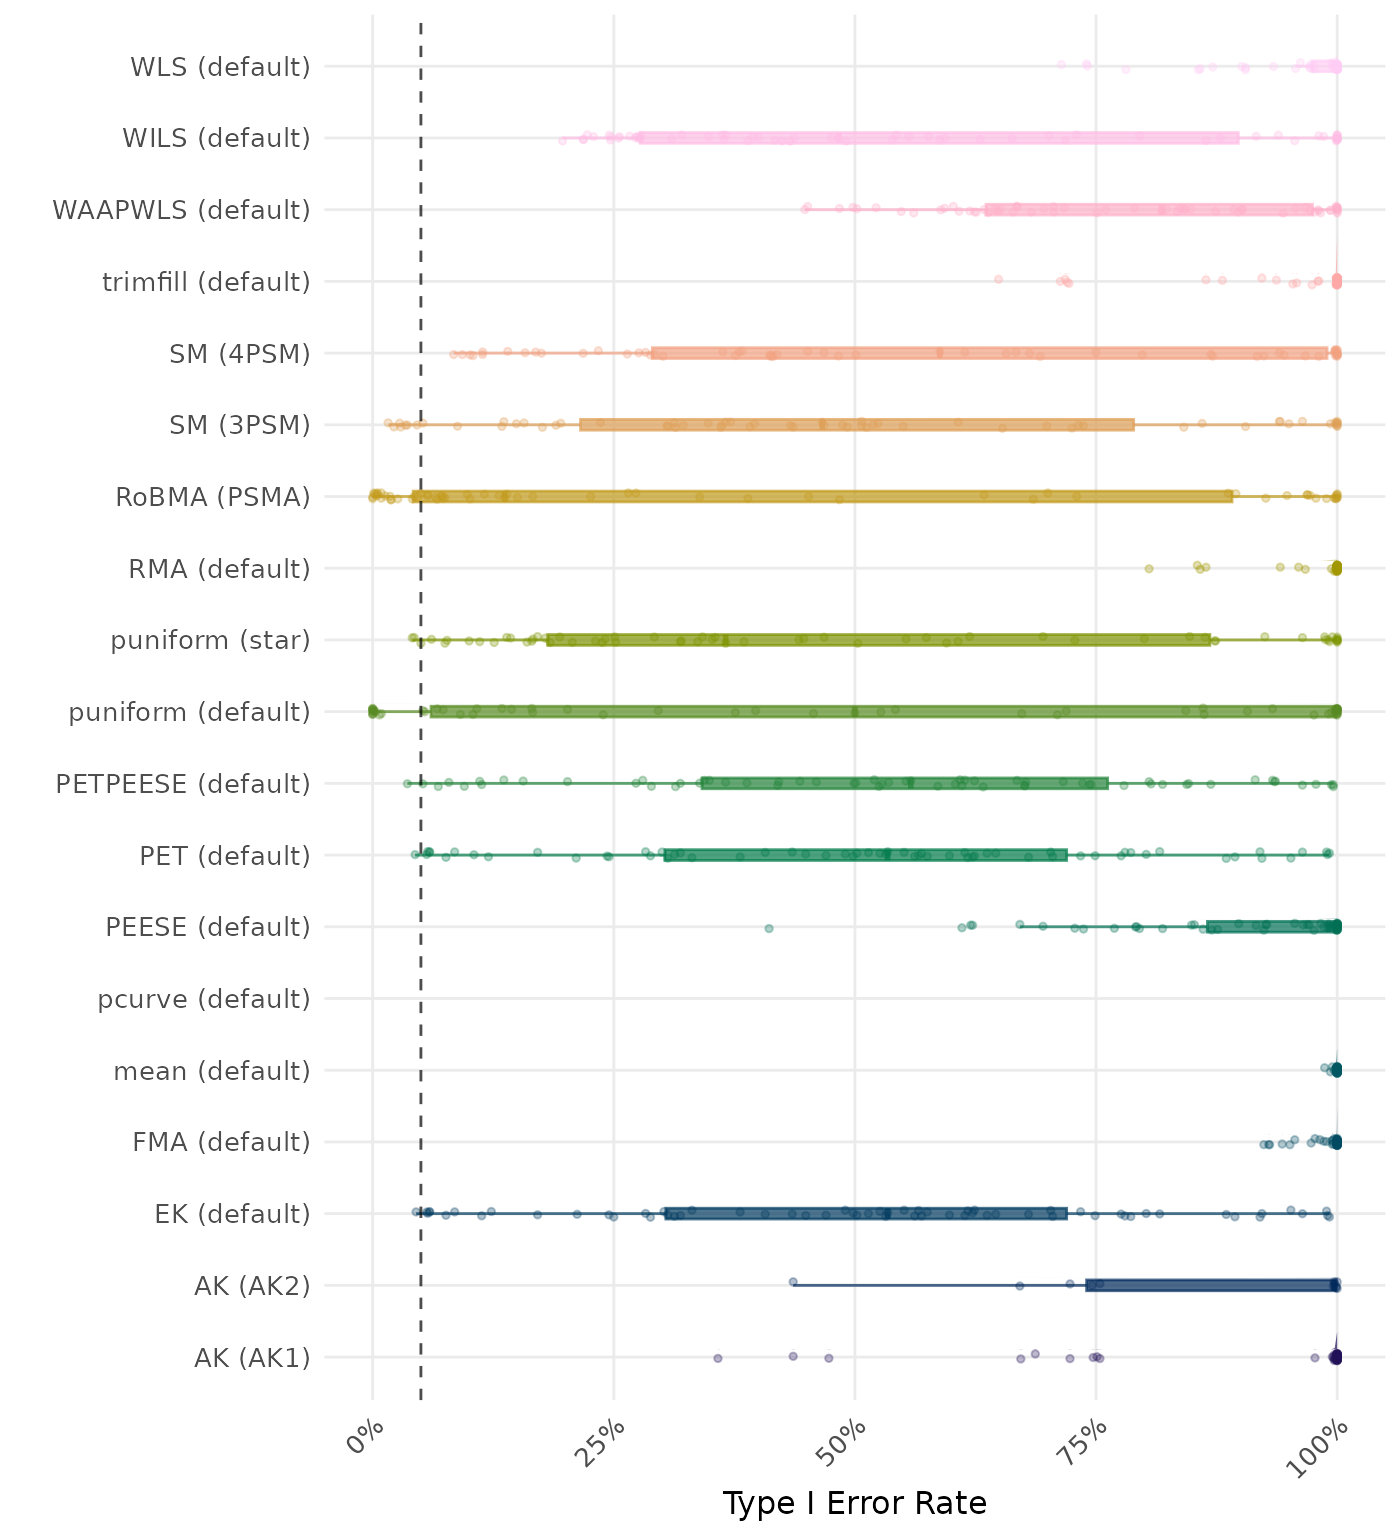 WLS (default)
WILS (default)
WAAPWLS (default)
trimfill (default)
SM (4PSM)
SM (3PSM)
RoBMA (PSMA)
RMA (default)
puniform (star)
puniform (default)
PETPEESE (default)
PET (default)
PEESE (default)
pcurve (default)
mean (default)
FMA (default)
EK (default)
AK (AK2)
AK (AK1)
0% 25% 50% 75% 100%
Type I Error Rate